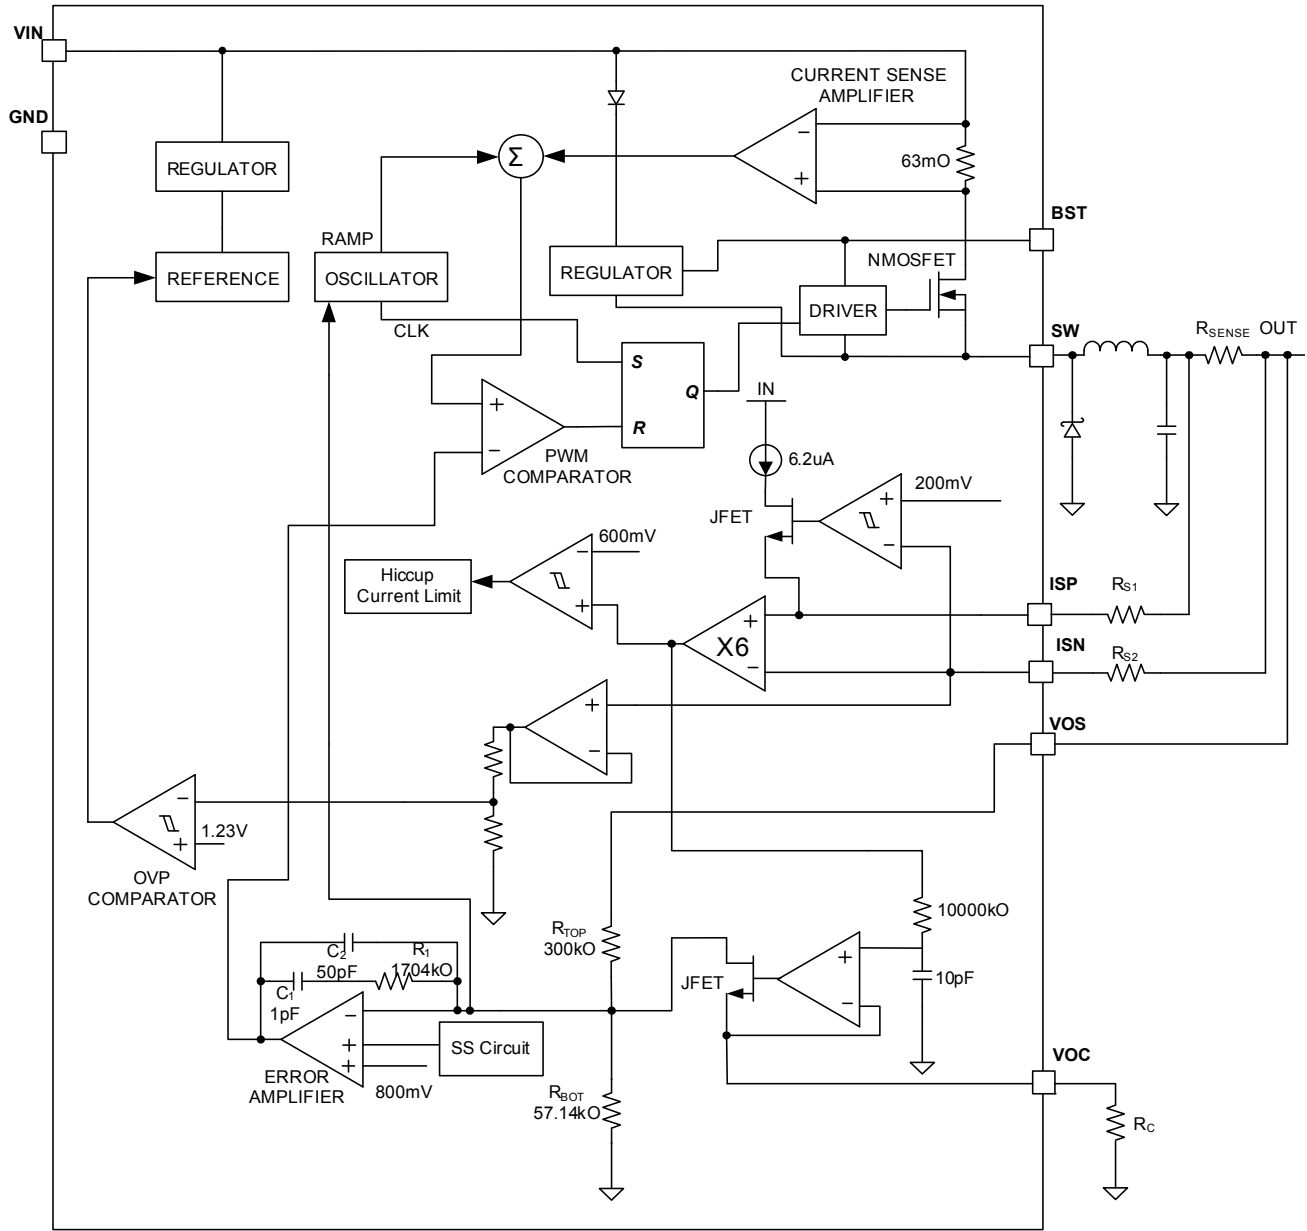 VIN
GND
CURRENT SENSE
AMPLIFIER
Σ
−
+
63mO
REGULATOR
BST
RAMP
NMOSFET
REFERENCE
OSCILLATOR
REGULATOR
DRIVER
CLK
SW
RSENSE OUT
S
Q
R
IN
+
−
PWM
COMPARATOR
6.2uA
200mV
+
−
JFET
600mV
−
+
Hiccup
Current Limit
ISP
RS1
X6
+
−
ISN
RS2
+
−
VOS
−
+
1.23V
OVP
COMPARATOR
10000kO
RTOP
300kO
C2
50pF
R1
1704kO
C1
1pF
JFET
+
−
10pF
−
+
+
SS Circuit
VOC
ERROR
AMPLIFIER
800mV
RBOT
57.14kO
RC